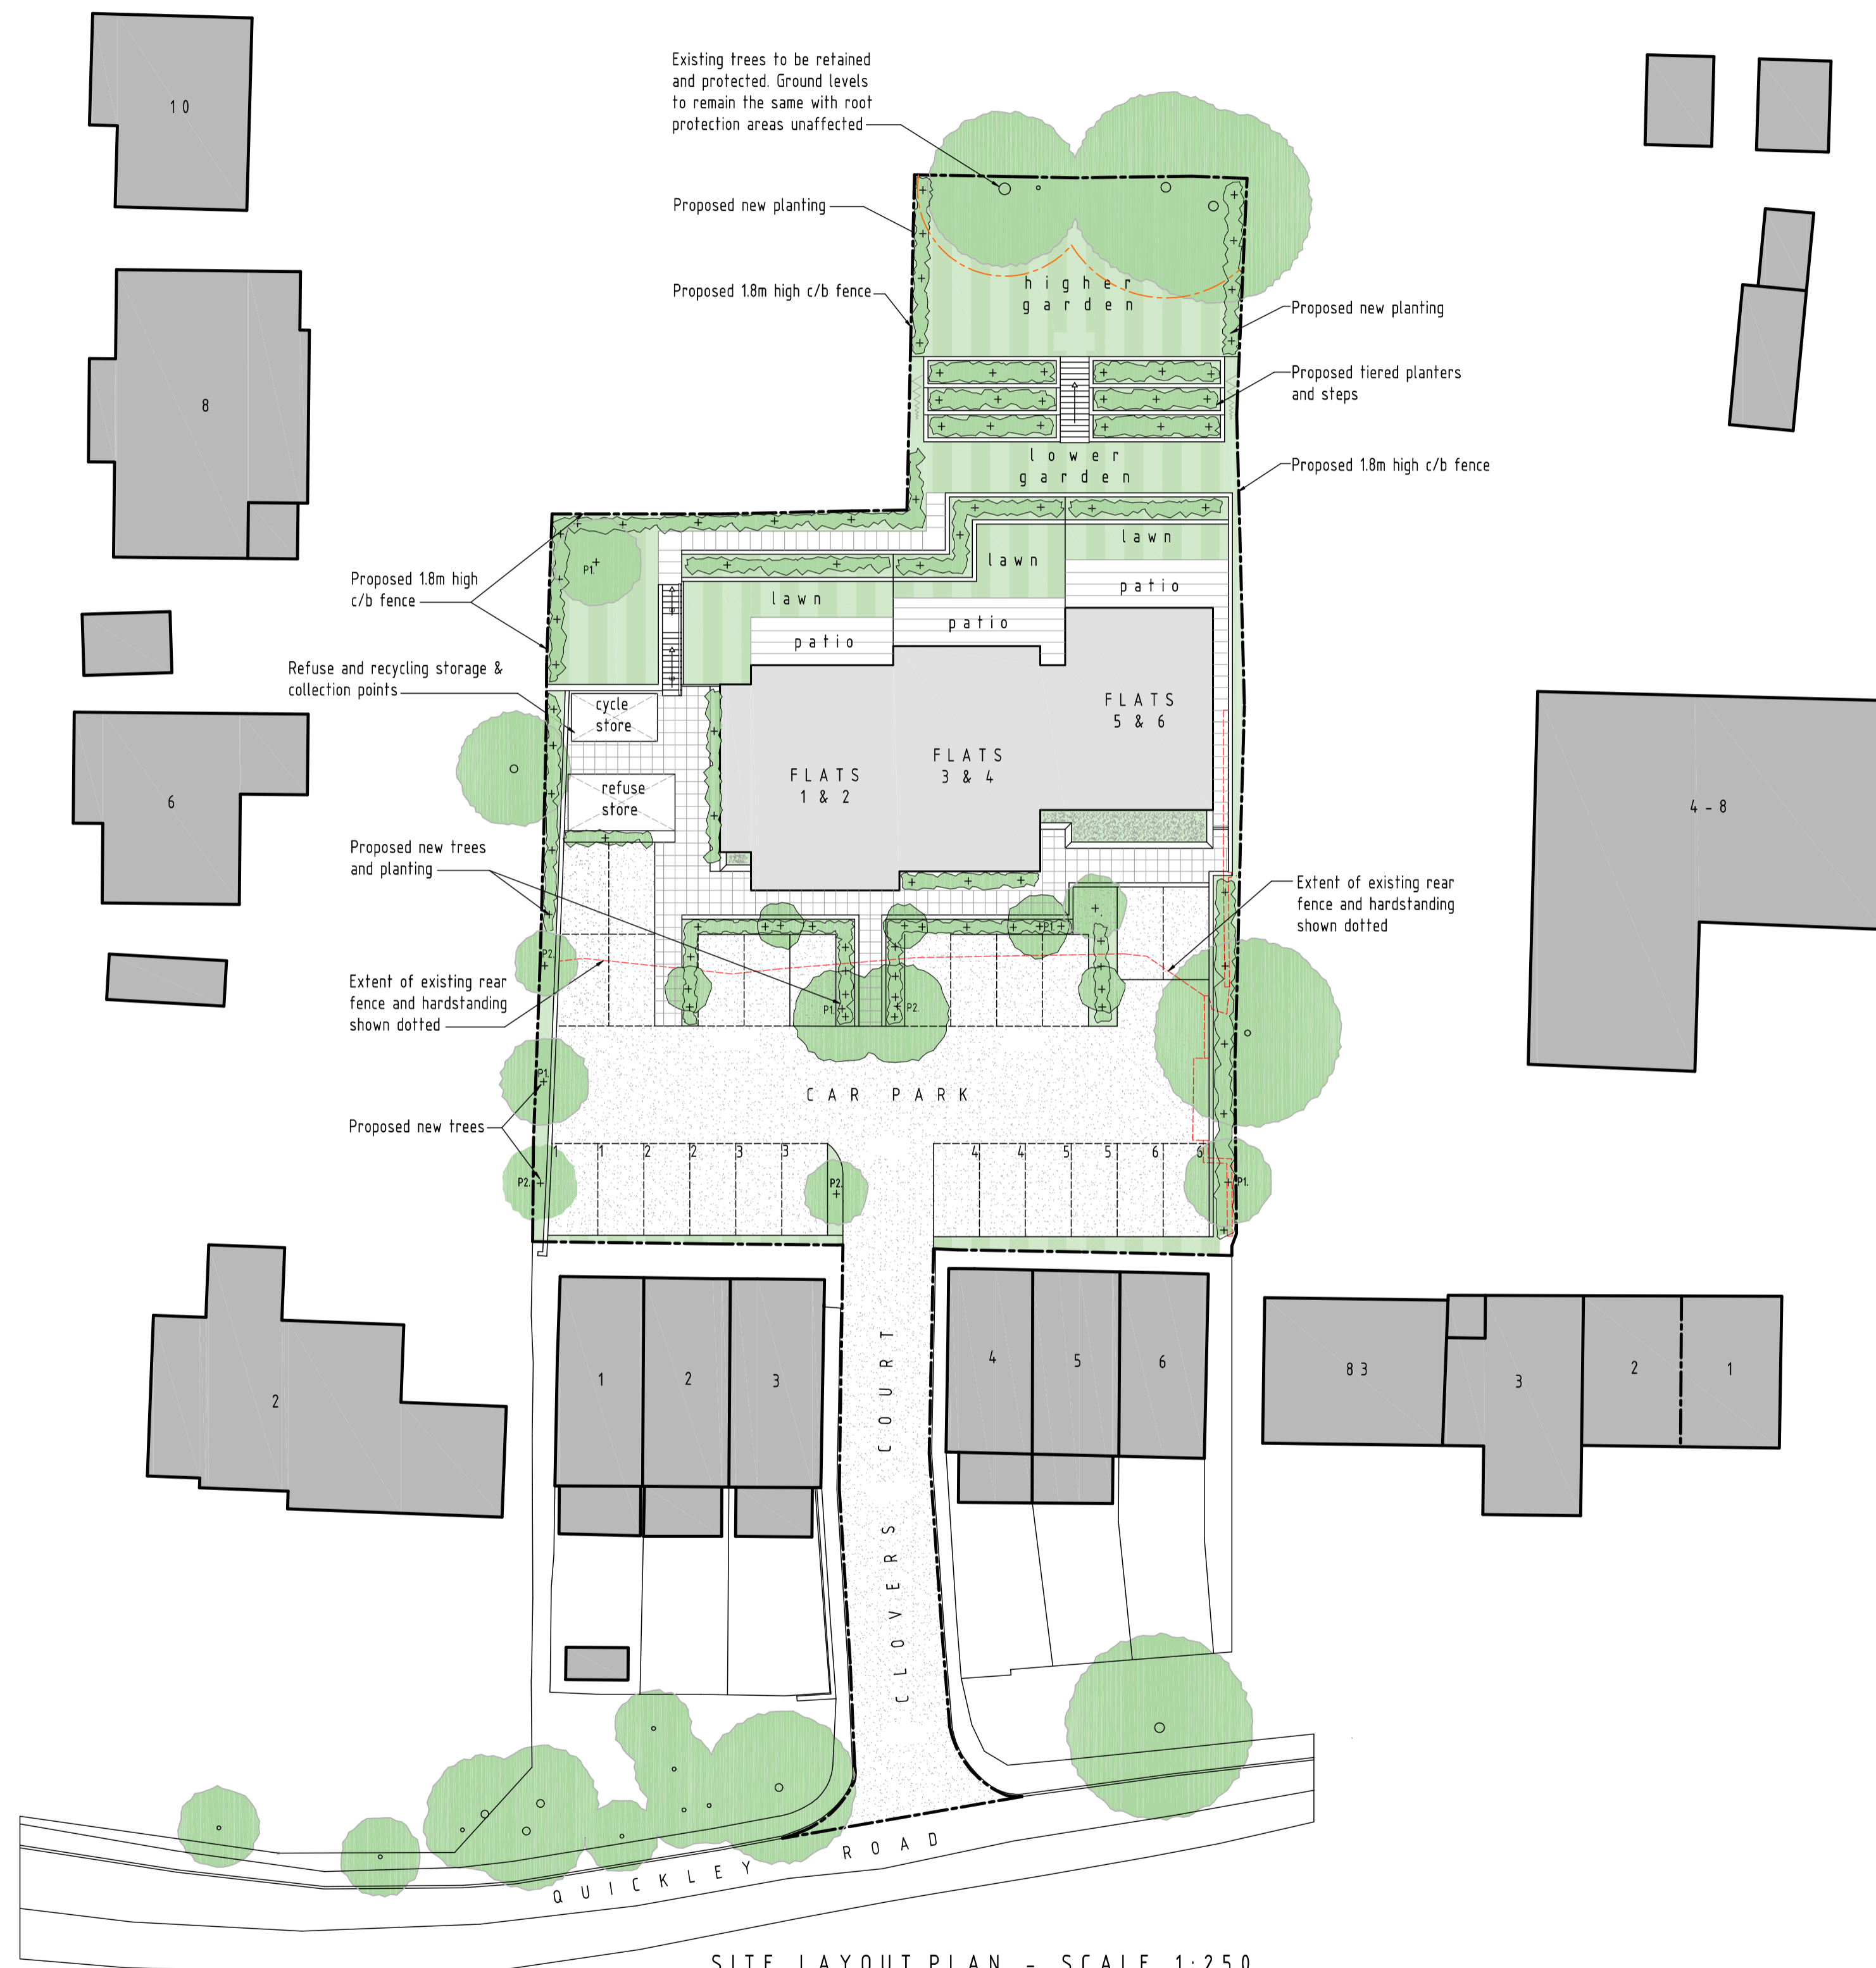 Existing trees to be retained
and protected. Ground levels
to remain the same with root
protection areas unaffected
10
Proposed new planting
Proposed 1.8m high c/b fence
higher
garden
Proposed new planting
Proposed tiered planters
and steps
8
lower
garden
Proposed 1.8m high c/b fence
lawn
lawn
P1.
Proposed 1.8m high
c/b fence
patio
lawn
patio
patio
Refuse and recycling storage &
collection points
cycle
store
FLATS
5 & 6
FLATS
3 & 4
FLATS
1 & 2
refuse
store
6
4-8
Proposed new trees
and planting
Extent of existing rear
fence and hardstanding
shown dotted
P1.
P2.
Extent of existing rear
fence and hardstanding
shown dotted
P1.
P2.
P1.
CAR PARK
Proposed new trees
1 1 2 2 3 3
4 4 5 5 6 6
P2.
P2.
P1.
1
2
3
4
5
6
83
3
2
1
2
CLOVERS COURT
QUICKLEY ROAD
SITE LAYOUT PLAN - SCALE 1:250